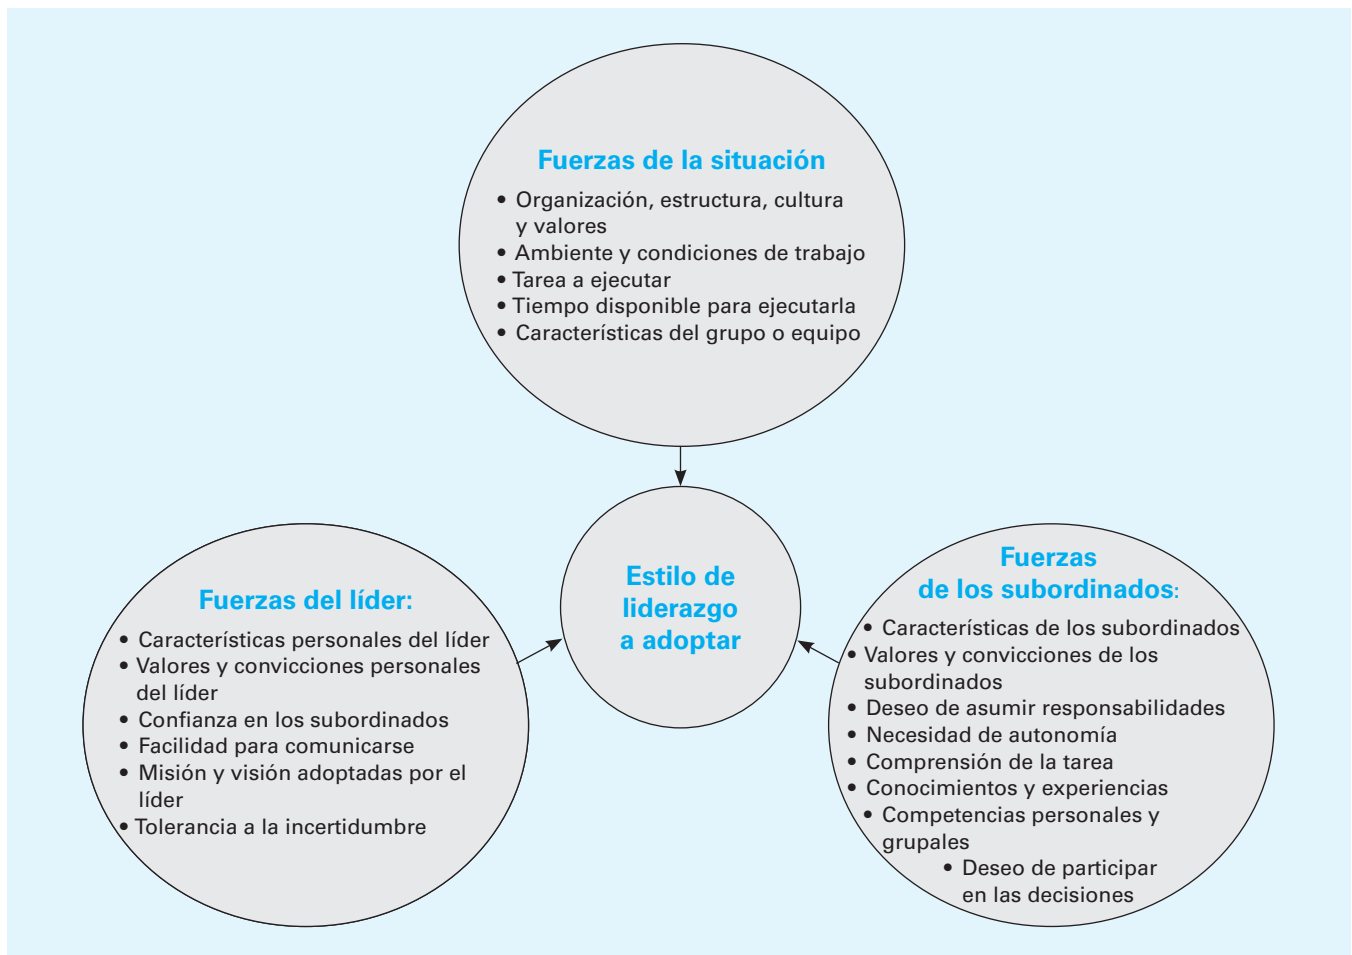 Fuerzas de la situación
• Organización, estructura, cultura
y valores
• Ambiente y condiciones de trabajo
• Tarea a ejecutar
• Tiempo disponible para ejecutarla
• Características del grupo o equipo
Estilo de
liderazgo
a adoptar
Fuerzas del líder:
• Características personales del líder
• Valores y convicciones personales
del líder
• Confianza en los subordinados
• Facilidad para comunicarse
• Misión y visión adoptadas por el
líder
• Tolerancia a la incertidumbre
Fuerzas
de los subordinados:
• Características de los subordinados
• Valores y convicciones de los
subordinados
• Deseo de asumir responsabilidades
• Necesidad de autonomía
• Comprensión de la tarea
• Conocimientos y experiencias
• Competencias personales y
grupales
• Deseo de participar
en las decisiones